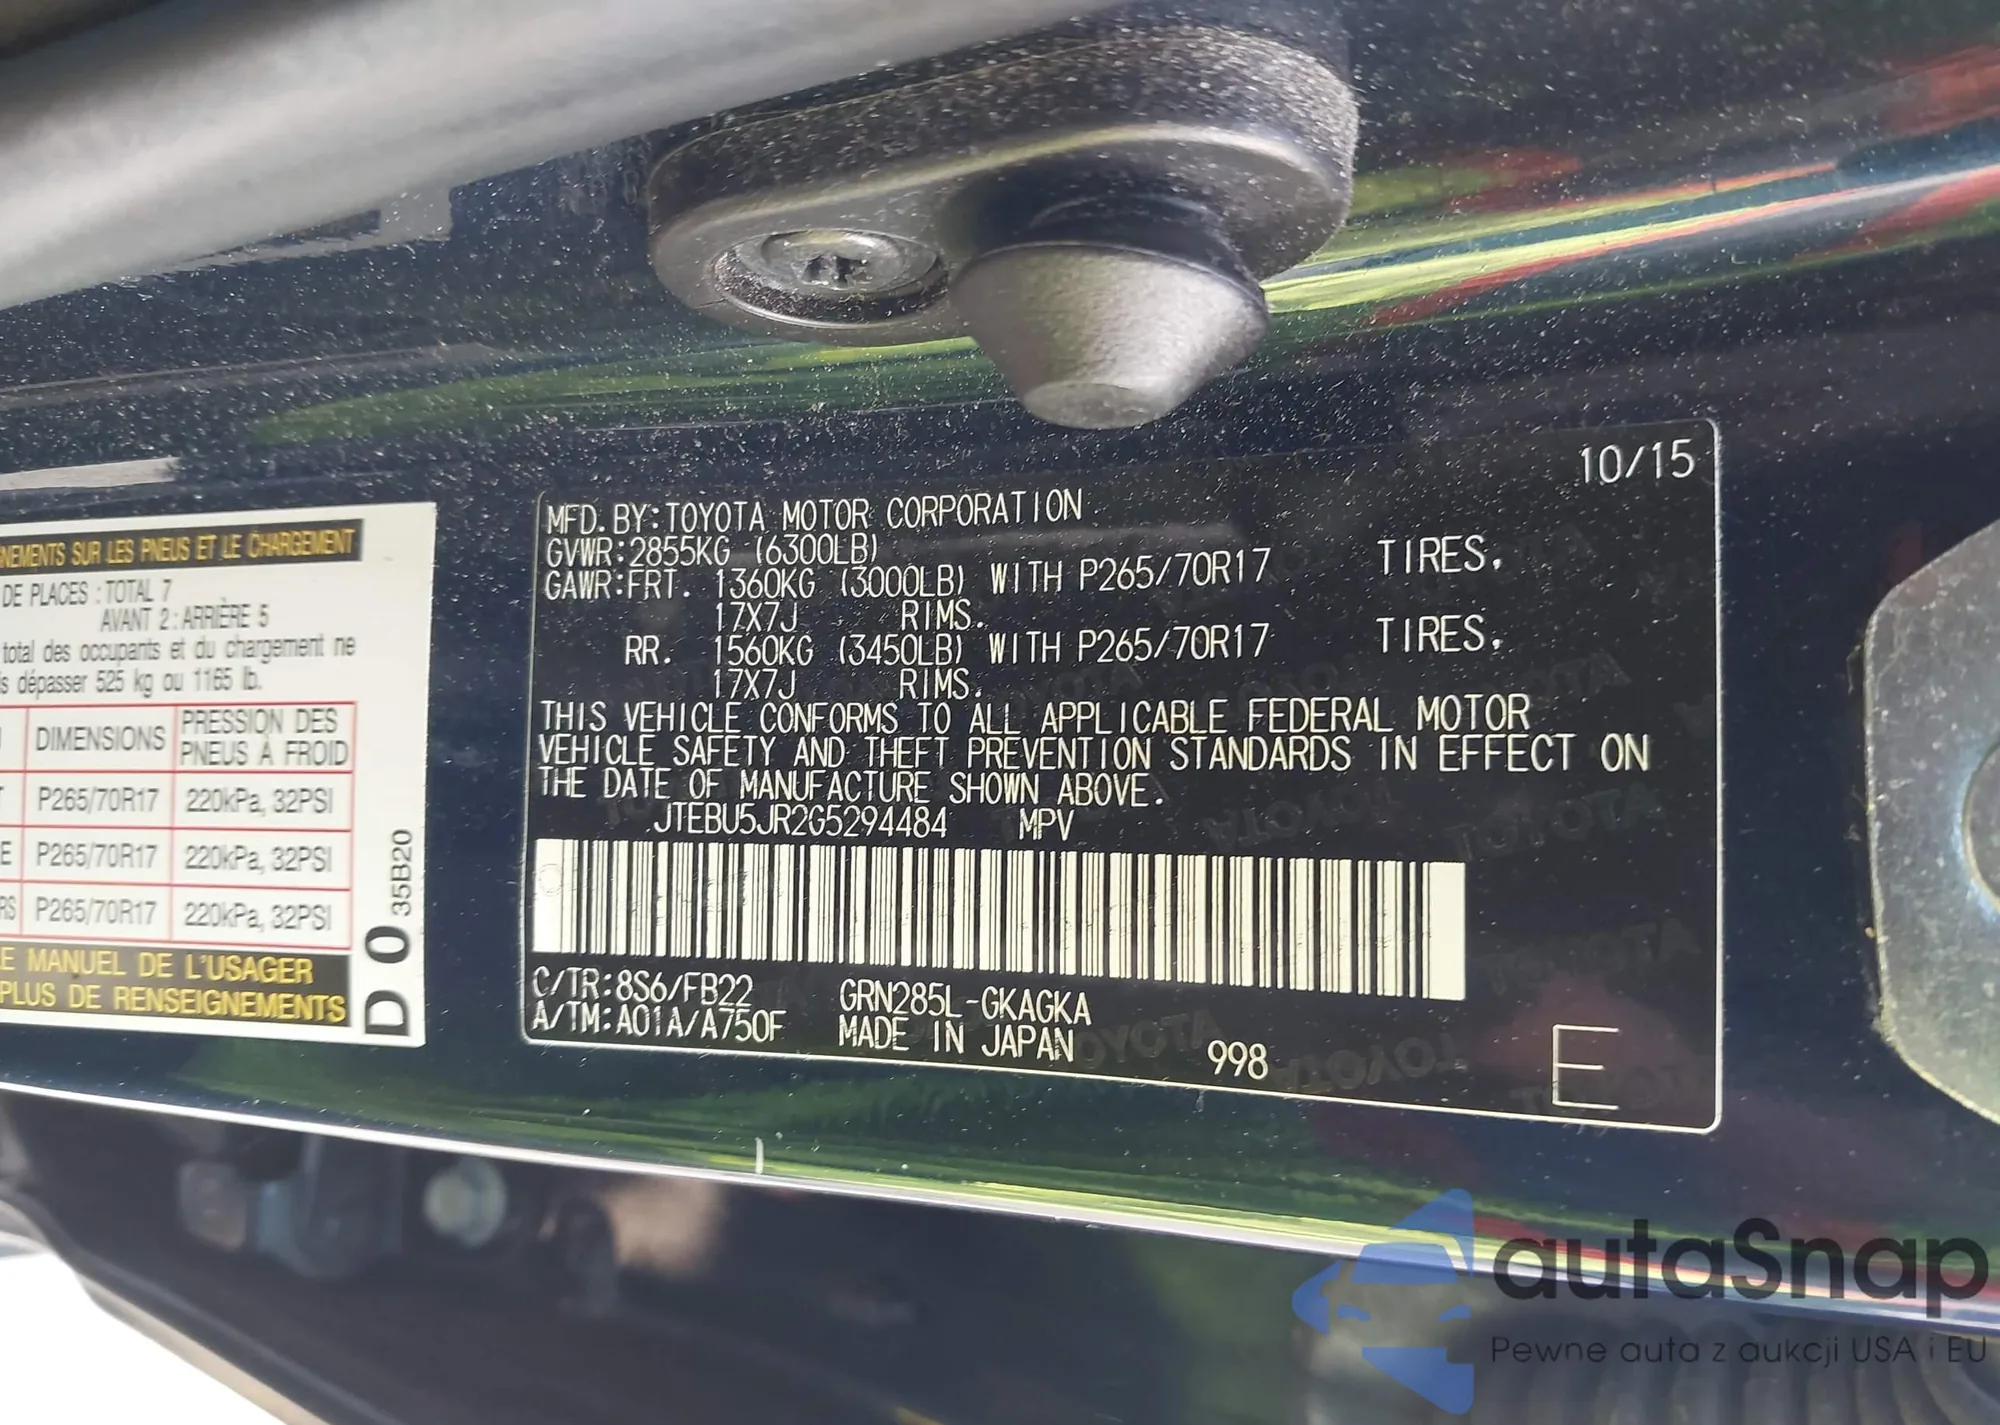 10/15
MFD. BY:TOYOTA MOTOR CORPORATION
GVWR:2855KG (6300LB)
GAWR:FRT. 1360KG (3000LB) WITH P265/70R17 TIRES,
17X7J RIMS.
RR. 1560KG (3450LB) WITH P265/70R17 TIRES,
17X7J RIMS.
THIS VEHICLE CONFORMS TO ALL APPLICABLE FEDERAL MOTOR
VEHICLE SAFETY AND THEFT PREVENTION STANDARDS IN EFFECT ON
THE DATE OF MANUFACTURE SHOWN ABOVE.
JTEBU5JR2G5294484 MPV
C/TR:8S6/FB22 GRN285L-GKAGKA
A/TM:A01A/A750F MADE IN JAPAN 998 E
SUR LES PNEUS ET LE CHARGEMENT
DE PLACES : TOTAL 7
AVANT 2 : ARRIÈRE 5
total des occupants et du chargement ne
dépasser 525 kg ou 1165 lb.
DIMENSIONS PRESSION DES
PNEUS À FROID
P265/70R17 220kPa, 32PSI
P265/70R17 220kPa, 32PSI
P265/70R17 220kPa, 32PSI
MANUEL DE L'USAGER
PLUS DE RENSEIGNEMENTS
D 0 35B20
autaSnap
Pewne auta z aukcji USA i EU